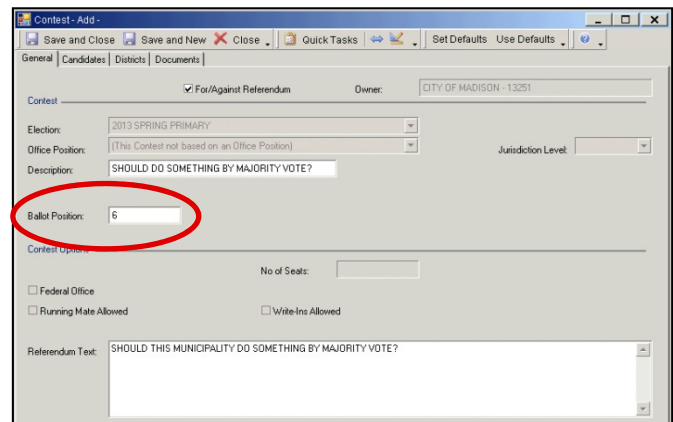 Contest - Add -
Save and Close Save and New Close Quick Tasks Set Defaults Use Defaults
General Candidates Districts Documents
For/Against Referendum Owner: CITY OF MADISON - 13251
Contest
Election: 2013 SPRING PRIMARY
Office Position: (This Contest not based on an Office Position) Jurisdiction Level:
Description: SHOULD DO SOMETHING BY MAJORITY VOTE?
Ballot Position: 6
Contest Options
No of Seats:
Federal Office
Running Mate Allowed Write-Ins Allowed
Referendum Text: SHOULD THIS MUNICIPALITY DO SOMETHING BY MAJORITY VOTE?